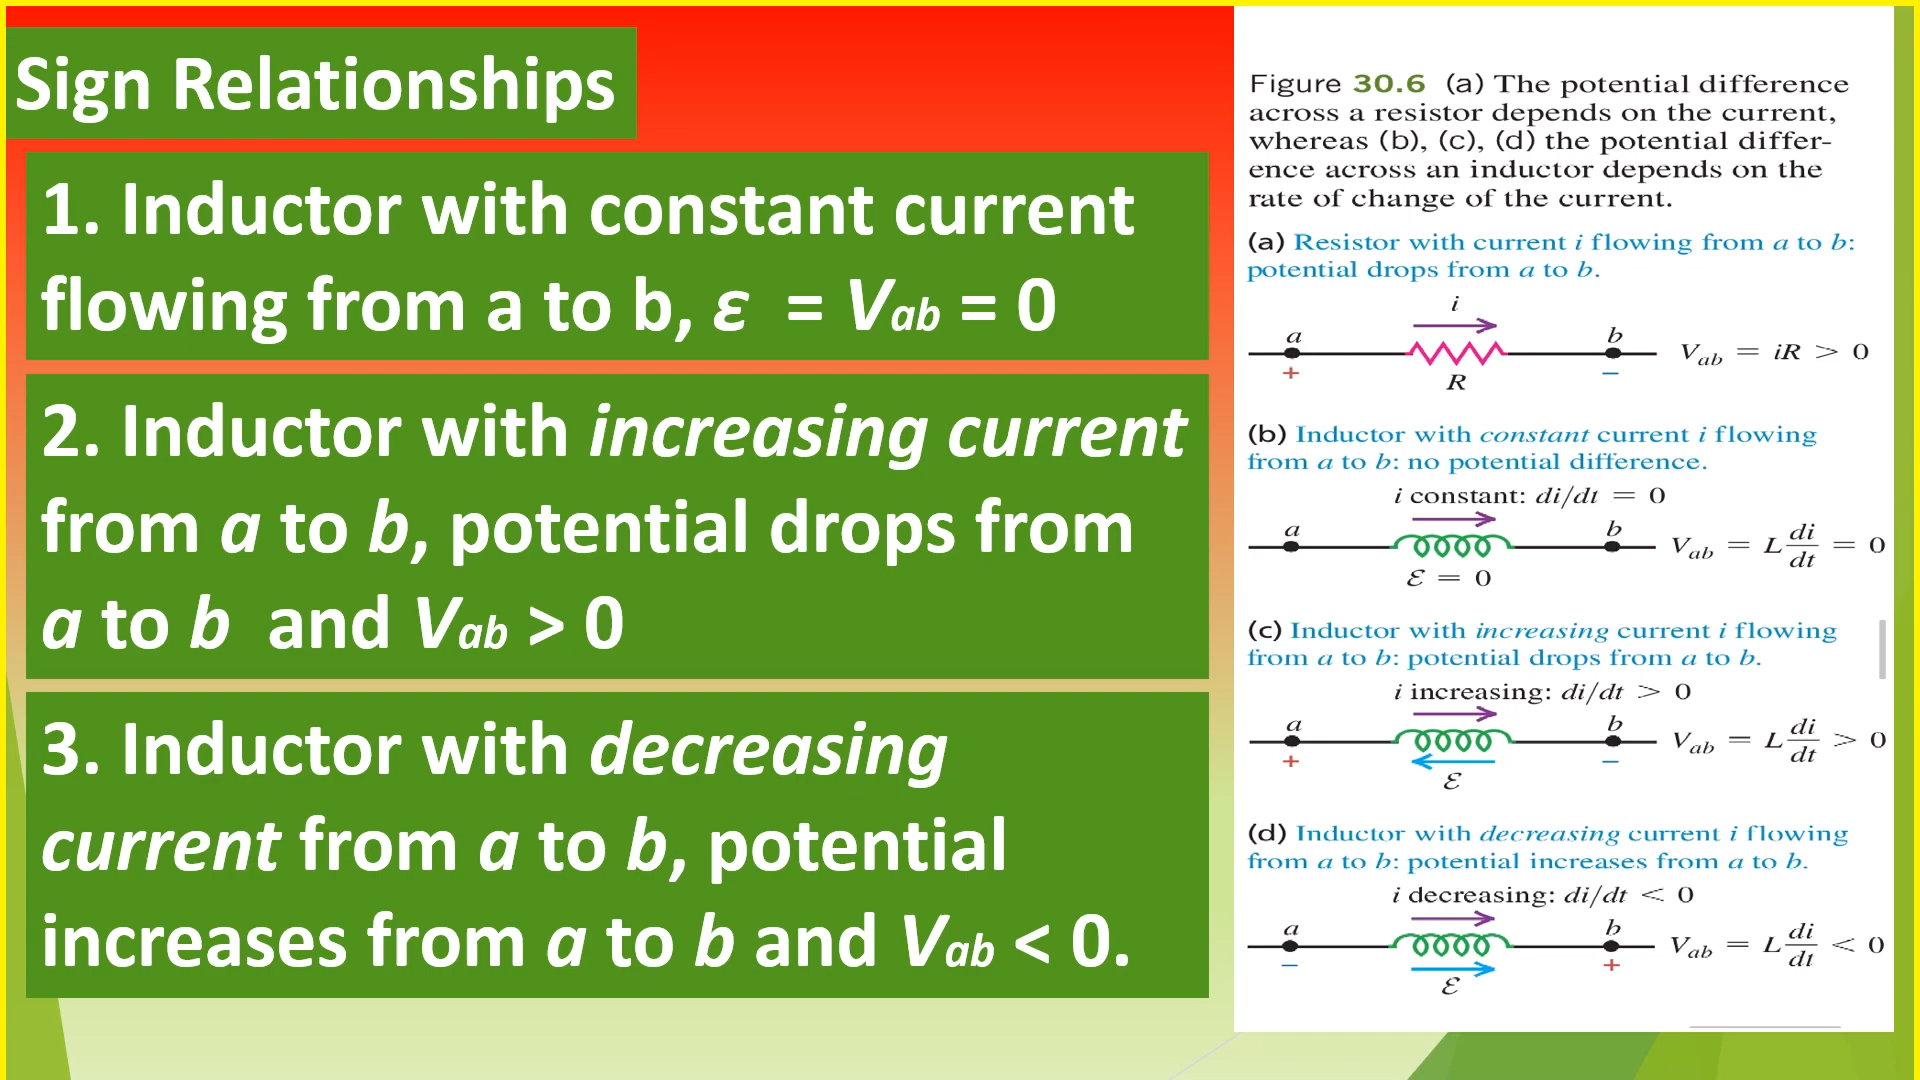 Sign Relationships
1. Inductor with constant current
flowing from a to b, ε = Vab = 0
2. Inductor with increasing current
from a to b, potential drops from
a to b and Vab > 0
3. Inductor with decreasing
current from a to b, potential
increases from a to b and Vab < 0.
Figure 30.6 (a) The potential difference
across a resistor depends on the current,
whereas (b), (c), (d) the potential differ-
ence across an inductor depends on the
rate of change of the current.
(a) Resistor with current i flowing from a to b:
potential drops from a to b.
i
a b Vab = iR > 0
+ R −
(b) Inductor with constant current i flowing
from a to b: no potential difference.
i constant: di/dt = 0
a b Vab = L di/dt = 0
ℰ = 0
(c) Inductor with increasing current i flowing
from a to b: potential drops from a to b.
i increasing: di/dt > 0
a b Vab = L di/dt > 0
+ −
ℰ
(d) Inductor with decreasing current i flowing
from a to b: potential increases from a to b.
i decreasing: di/dt < 0
a b Vab = L di/dt < 0
− +
ℰ